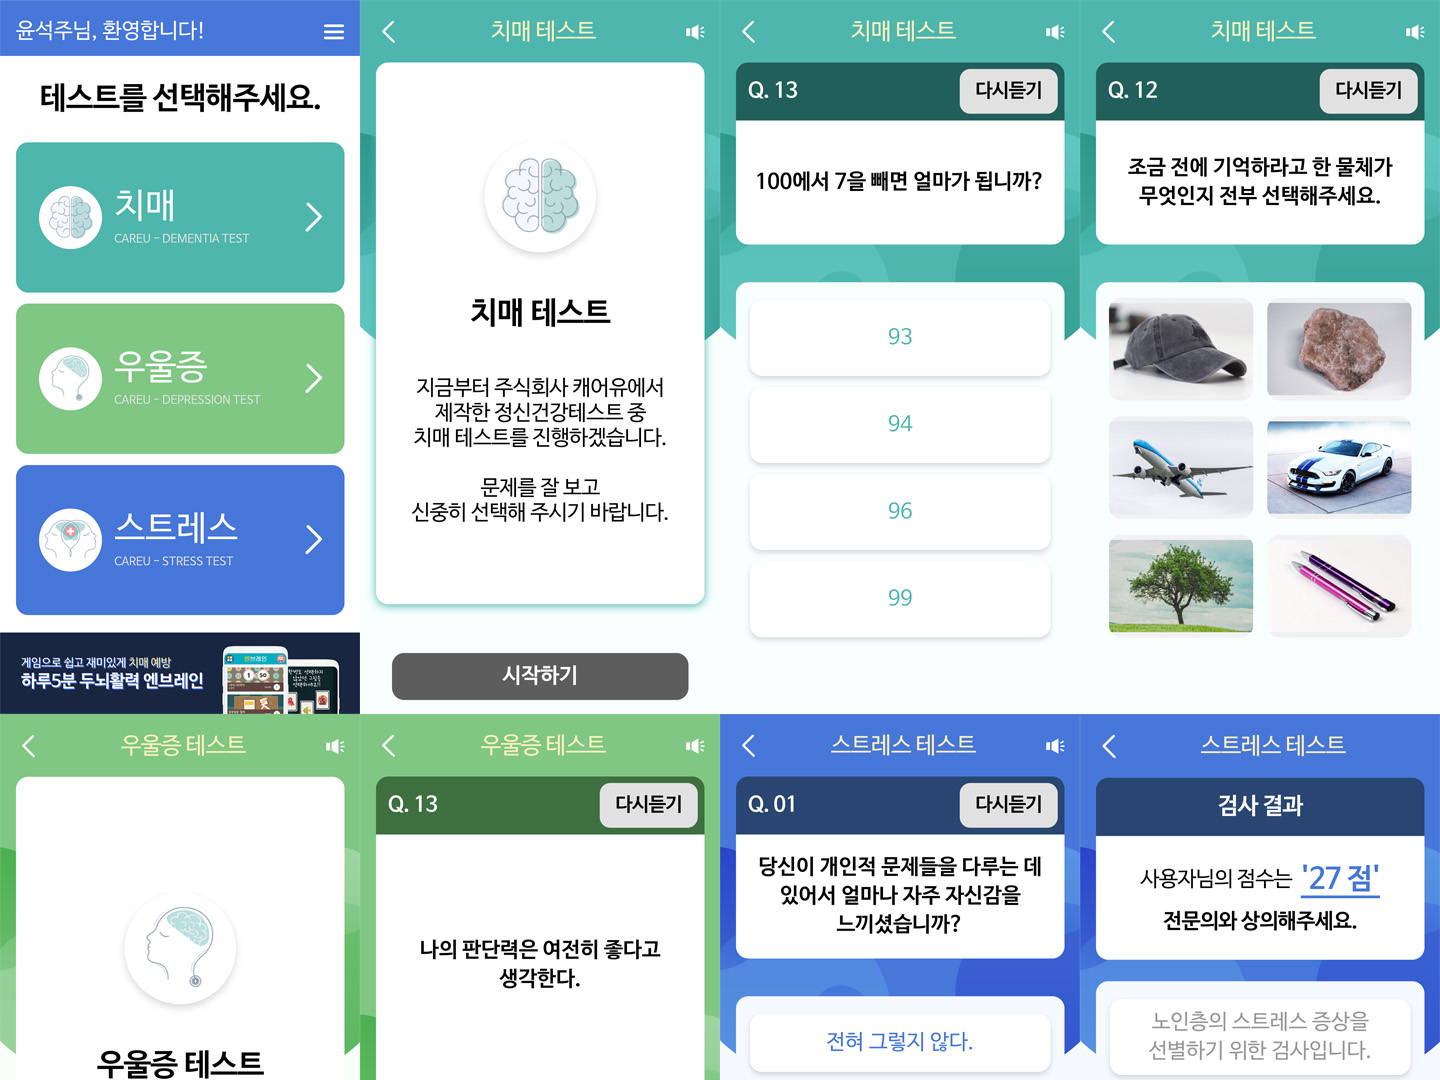 윤석주님, 환영합니다!
테스트를 선택해주세요.
치매
CAREU - DEMENTIA TEST
우울증
CAREU - DEPRESSION TEST
스트레스
CAREU - STRESS TEST
게임으로 쉽고 재미있게 치매 예방
하루5분 두뇌활력 엔브레인
치매 테스트
치매 테스트
지금부터 주식회사 캐어유에서
제작한 정신건강테스트 중
치매 테스트를 진행하겠습니다.
문제를 잘 보고
신중히 선택해 주시기 바랍니다.
시작하기
치매 테스트
Q. 13
다시듣기
100에서 7을 빼면 얼마가 됩니까?
93
94
96
99
치매 테스트
Q. 12
다시듣기
조금 전에 기억하라고 한 물체가
무엇인지 전부 선택해주세요.
우울증 테스트
우울증 테스트
우울증 테스트
Q. 13
다시듣기
나의 판단력은 여전히 좋다고
생각한다.
스트레스 테스트
Q. 01
다시듣기
당신이 개인적 문제들을 다루는 데
있어서 얼마나 자주 자신감을
느끼셨습니까?
전혀 그렇지 않다.
스트레스 테스트
검사 결과
사용자님의 점수는 '27 점'
전문의와 상의해주세요.
노인층의 스트레스 증상을
선별하기 위한 검사입니다.